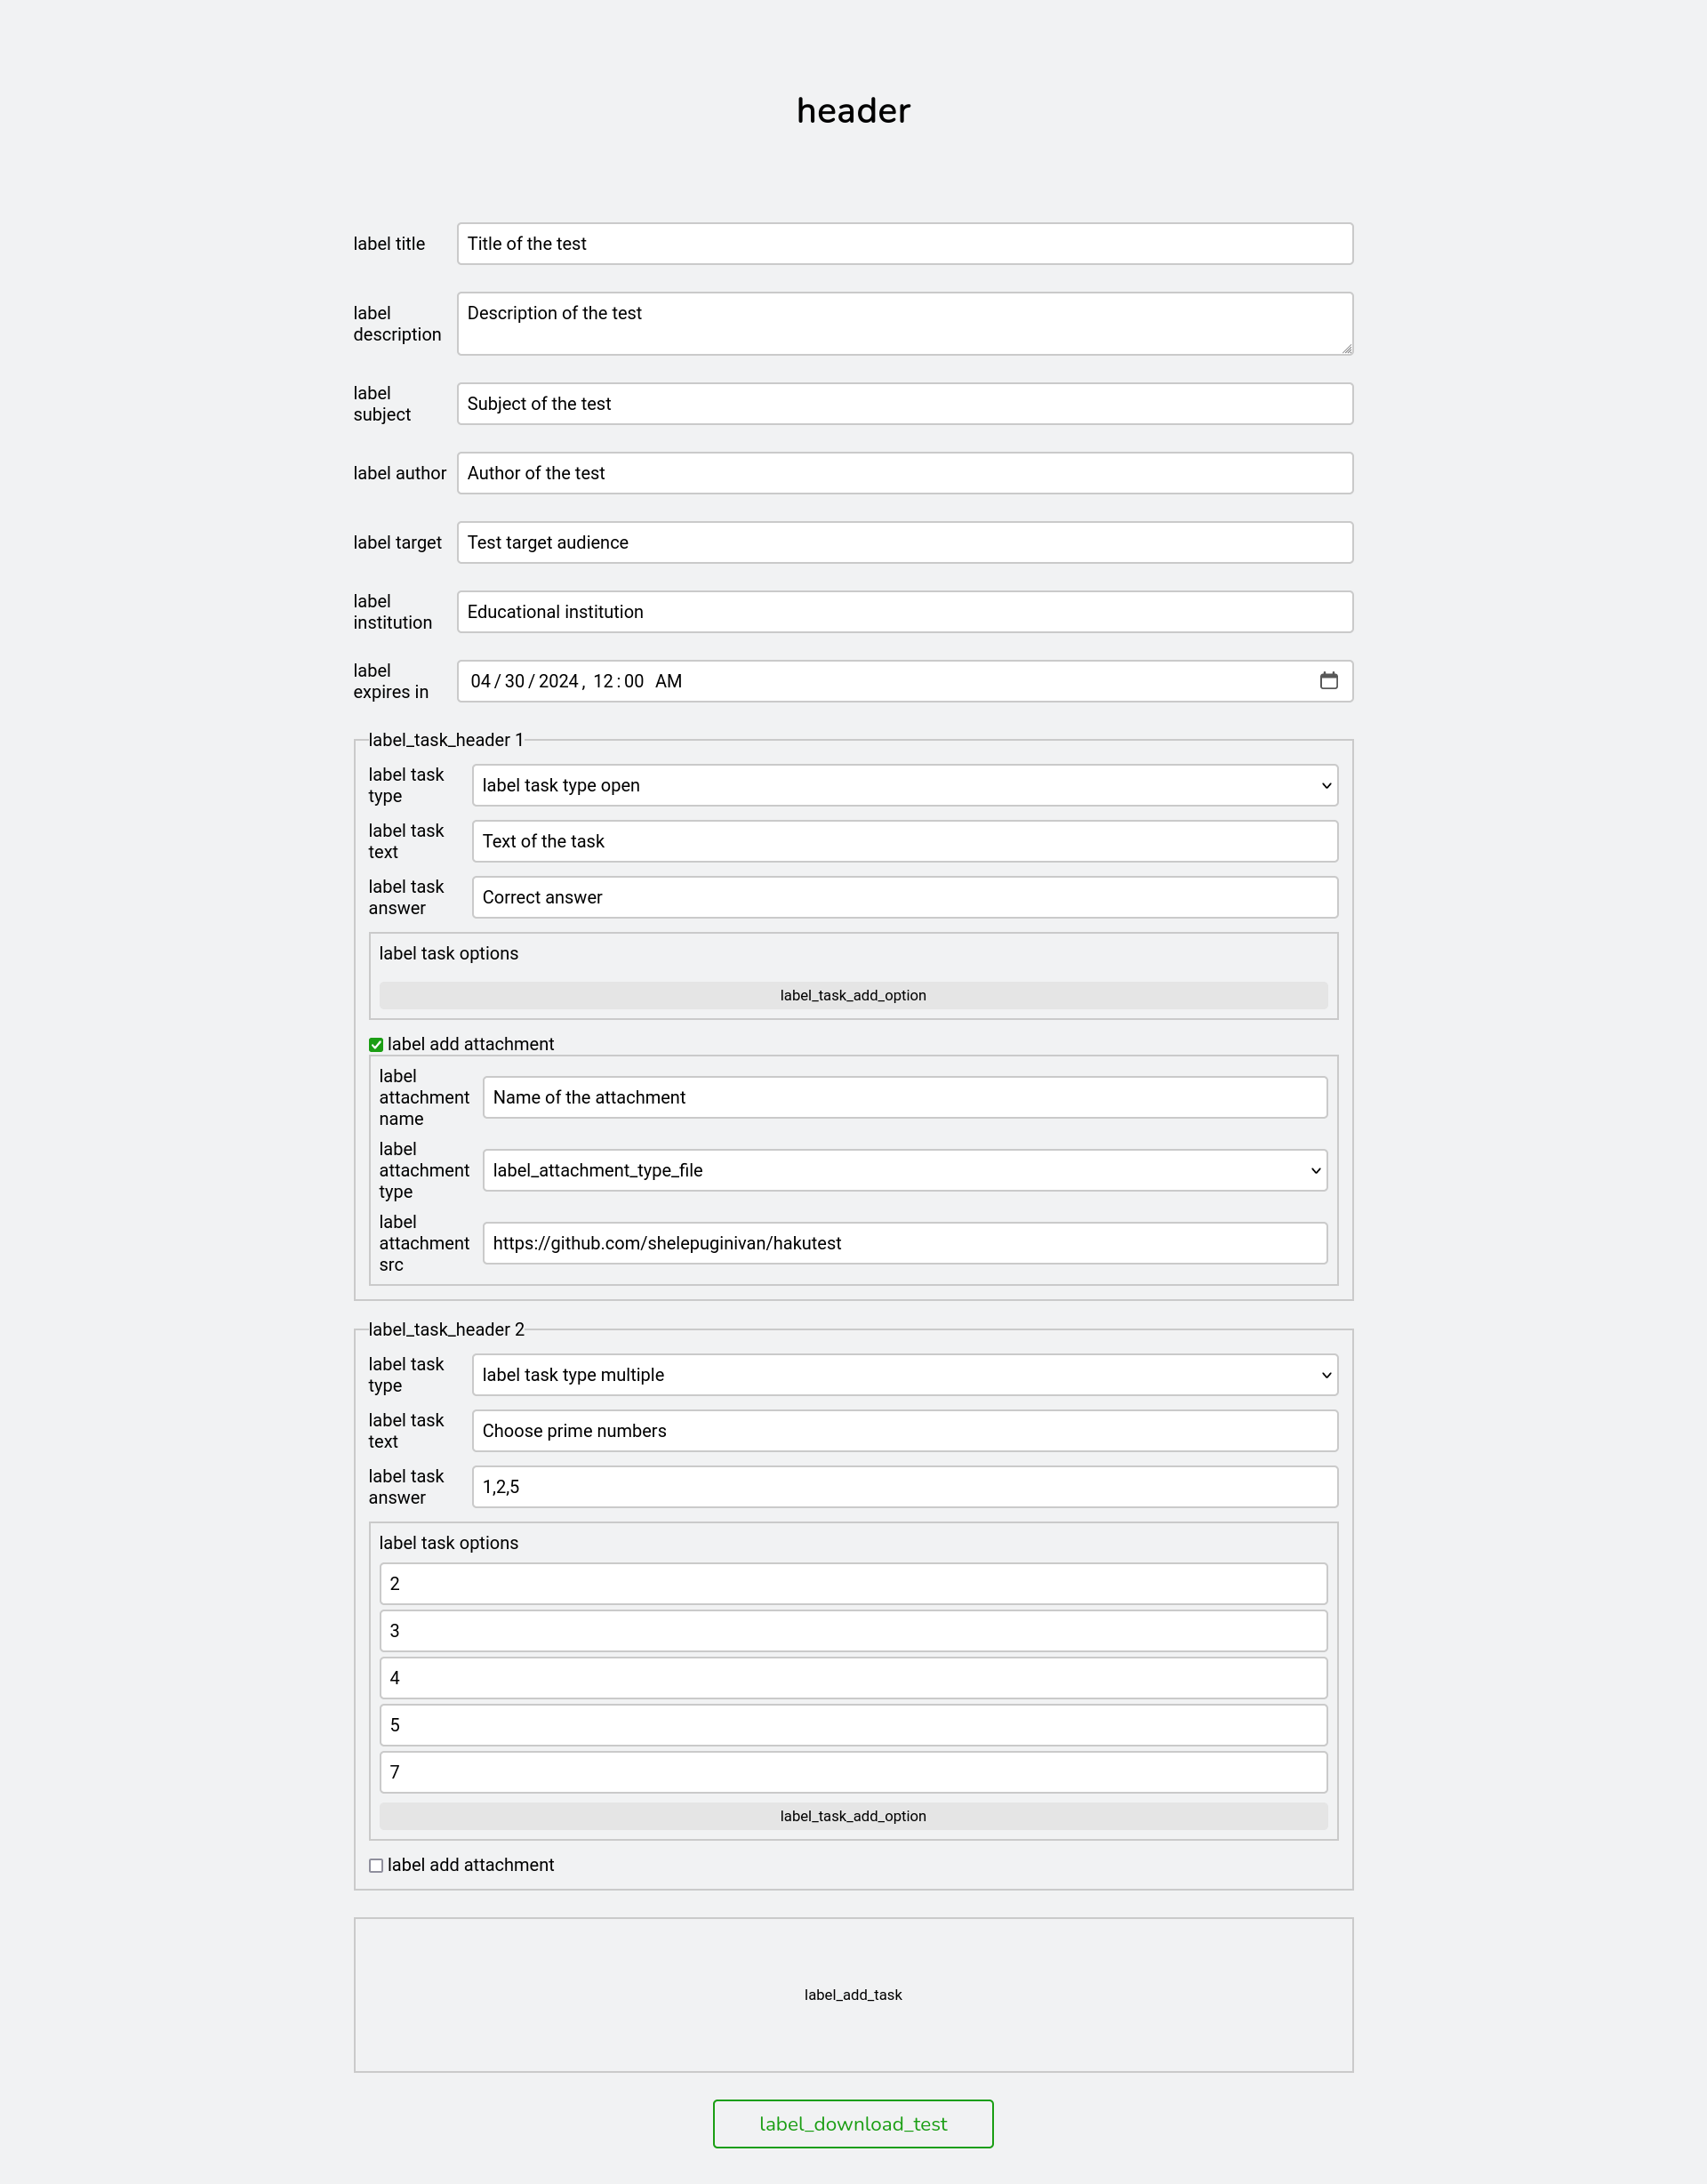 header
label title
Title of the test
label
description
Description of the test
label
subject
Subject of the test
label author
Author of the test
label target
Test target audience
label
institution
Educational institution
label
expires in
04/30/2024, 12:00 AM
label_task_header 1
label task
type
label task type open
label task
text
Text of the task
label task
answer
Correct answer
label task options
label_task_add_option
label add attachment
label
attachment
name
Name of the attachment
label
attachment
type
label_attachment_type_file
label
attachment
src
https://github.com/shelepuginivan/hakutest
label_task_header 2
label task
type
label task type multiple
label task
text
Choose prime numbers
label task
answer
1,2,5
label task options
2
3
4
5
7
label_task_add_option
label add attachment
label_add_task
label_download_test